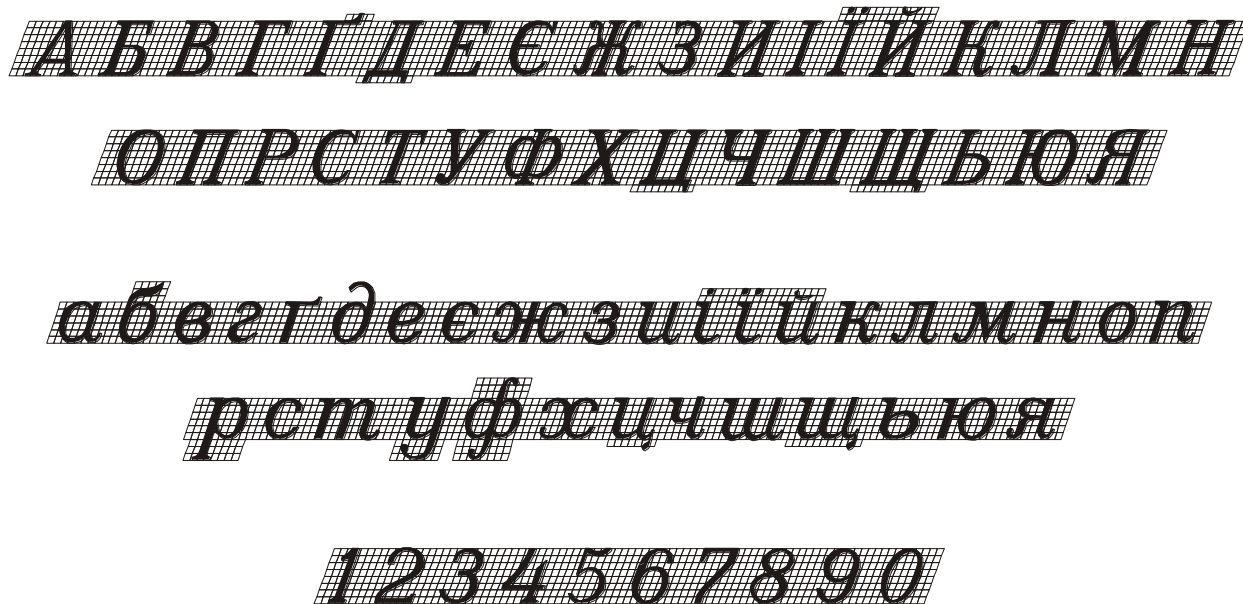 АБВГҐДЕЄЖЗИІЇЙКЛМН
ОПРСТУФХЦЧШЩЬЮЯ
абвгґдеєжзиіїйклмноп
рстуфхцчшщьюя
1234567890